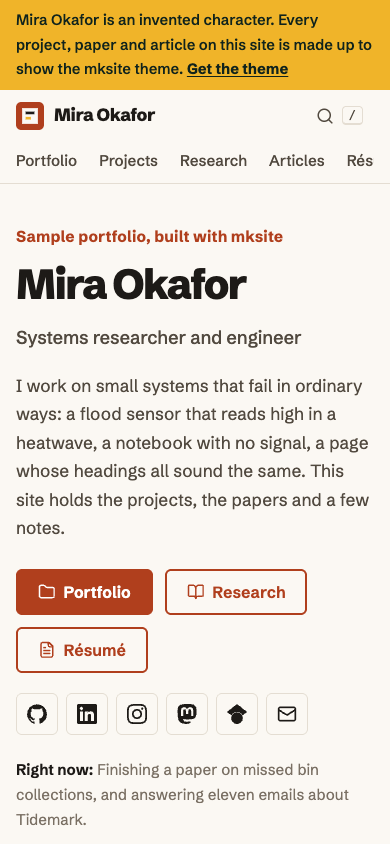 Mira Okafor is an invented character. Every
project, paper and article on this site is made up to
show the mksite theme. Get the theme
Mira Okafor
/
Portfolio Projects Research Articles Rés
Sample portfolio, built with mksite
Mira Okafor
Systems researcher and engineer
I work on small systems that fail in ordinary
ways: a flood sensor that reads high in a
heatwave, a notebook with no signal, a page
whose headings all sound the same. This
site holds the projects, the papers and a few
notes.
Portfolio
Research
Résumé
Right now: Finishing a paper on missed bin
collections, and answering eleven emails about
Tidemark.